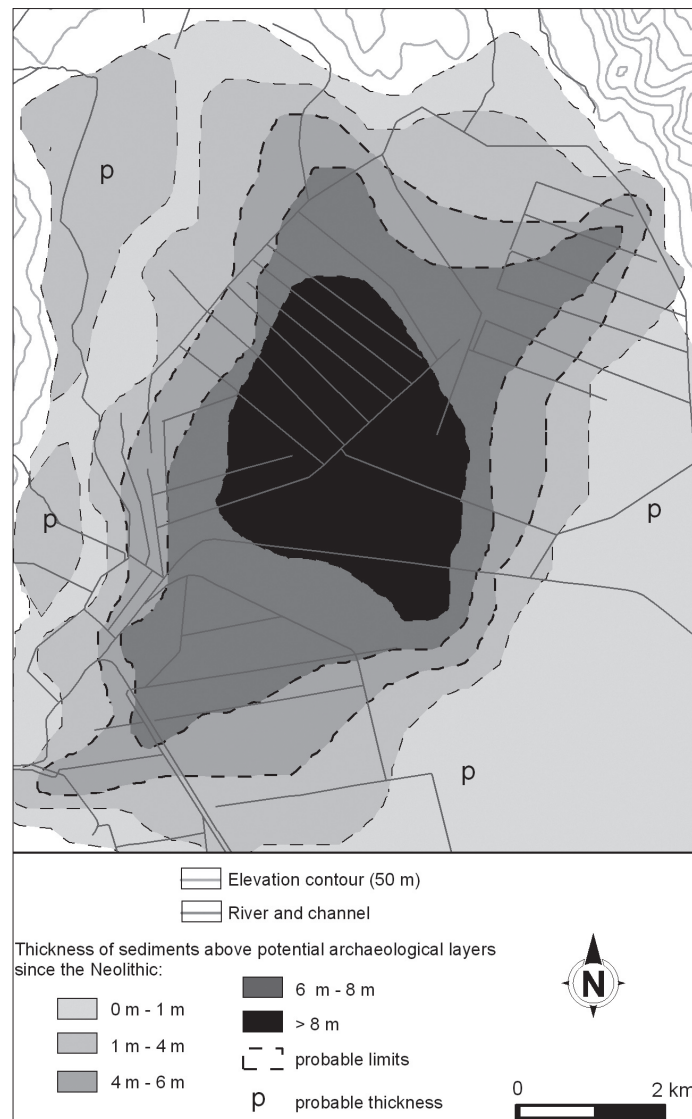 p
p
p
p
Elevation contour (50 m)
River and channel
Thickness of sediments above potential archaeological layers
since the Neolithic:
0 m - 1 m
1 m - 4 m
4 m - 6 m
6 m - 8 m
> 8 m
probable limits
p probable thickness
N
0 2 km